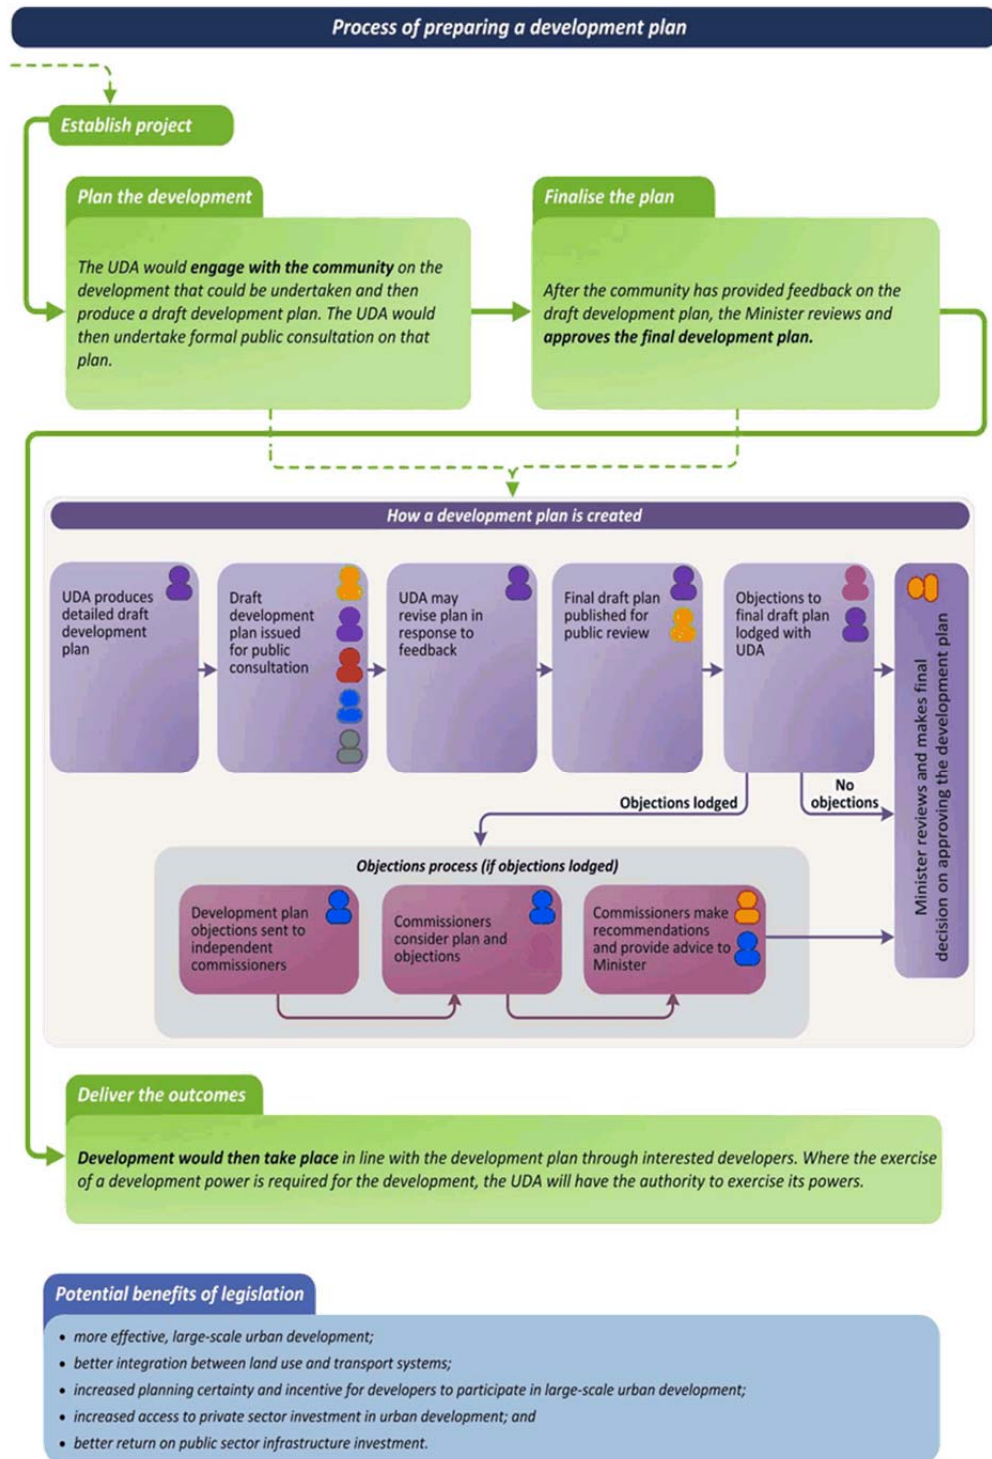 Process of preparing a development plan
Establish project
Plan the development
The UDA would engage with the community on the
development that could be undertaken and then
produce a draft development plan. The UDA would
then undertake formal public consultation on that
plan.
Finalise the plan
After the community has provided feedback on the
draft development plan, the Minister reviews and
approves the final development plan.
How a development plan is created
UDA produces
detailed draft
development
plan
Draft
development
plan issued
for public
consultation
UDA may
revise plan in
response to
feedback
Final draft plan
published for
public review
Objections to
final draft plan
lodged with
UDA
Minister reviews and makes final
decision on approving the development plan
Objections lodged
No
objections
Objections process (if objections lodged)
Development plan
objections sent to
independent
commissioners
Commissioners
consider plan and
objections
Commissioners make
recommendations
and provide advice to
Minister
Deliver the outcomes
Development would then take place in line with the development plan through interested developers. Where the exercise
of a development power is required for the development, the UDA will have the authority to exercise its powers.
Potential benefits of legislation
• more effective, large-scale urban development;
• better integration between land use and transport systems;
• increased planning certainty and incentive for developers to participate in large-scale urban development;
• increased access to private sector investment in urban development; and
• better return on public sector infrastructure investment.